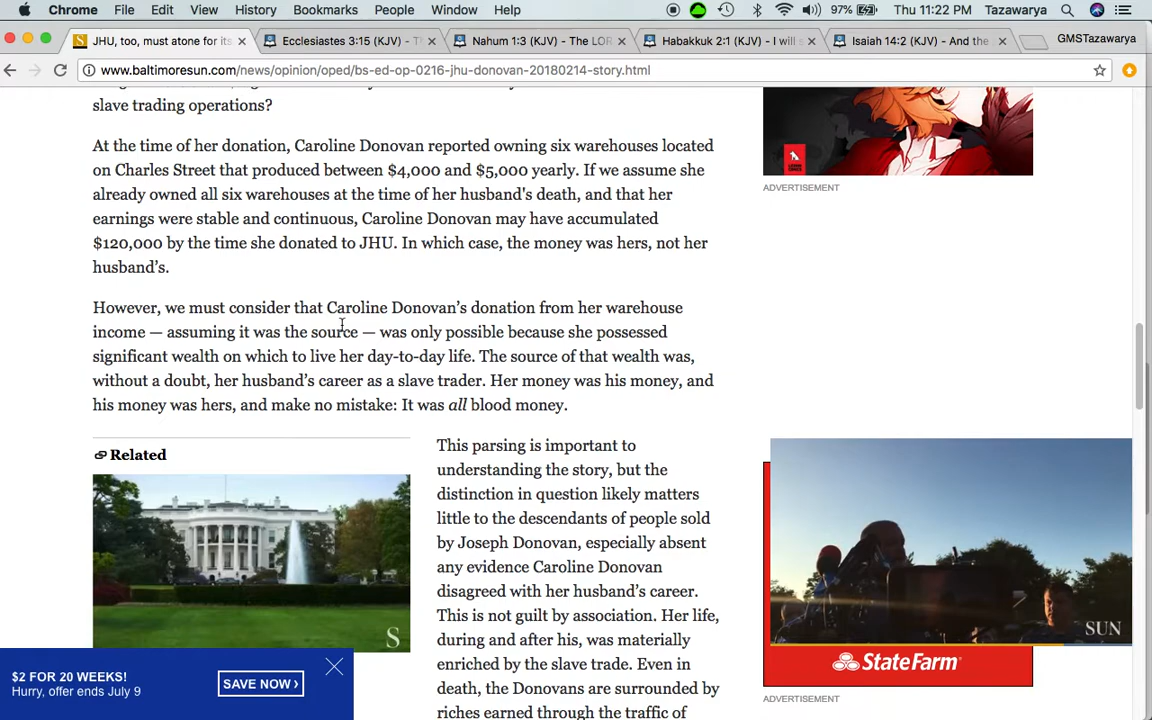 Chrome File Edit View History Bookmarks People Window Help 97% Thu 11:22 PM Tazawarya
JHU, too, must atone for its Ecclesiastes 3:15 (KJV) - T Nahum 1:3 (KJV) - The LOR Habakkuk 2:1 (KJV) - I will s Isaiah 14:2 (KJV) - And the GMSTazawarya
www.baltimoresun.com/news/opinion/oped/bs-ed-op-0216-jhu-donovan-20180214-story.html
slave trading operations?
At the time of her donation, Caroline Donovan reported owning six warehouses located
on Charles Street that produced between $4,000 and $5,000 yearly. If we assume she
already owned all six warehouses at the time of her husband's death, and that her
earnings were stable and continuous, Caroline Donovan may have accumulated
$120,000 by the time she donated to JHU. In which case, the money was hers, not her
husband's.
However, we must consider that Caroline Donovan's donation from her warehouse
income — assuming it was the source — was only possible because she possessed
significant wealth on which to live her day-to-day life. The source of that wealth was,
without a doubt, her husband's career as a slave trader. Her money was his money, and
his money was hers, and make no mistake: It was all blood money.
Related
This parsing is important to
understanding the story, but the
distinction in question likely matters
little to the descendants of people sold
by Joseph Donovan, especially absent
any evidence Caroline Donovan
disagreed with her husband's career.
This is not guilt by association. Her life,
during and after his, was materially
enriched by the slave trade. Even in
death, the Donovans are surrounded by
riches earned through the traffic of
S
$2 FOR 20 WEEKS!
Hurry, offer ends July 9
SAVE NOW ›
ADVERTISEMENT
SUN
StateFarm
ADVERTISEMENT